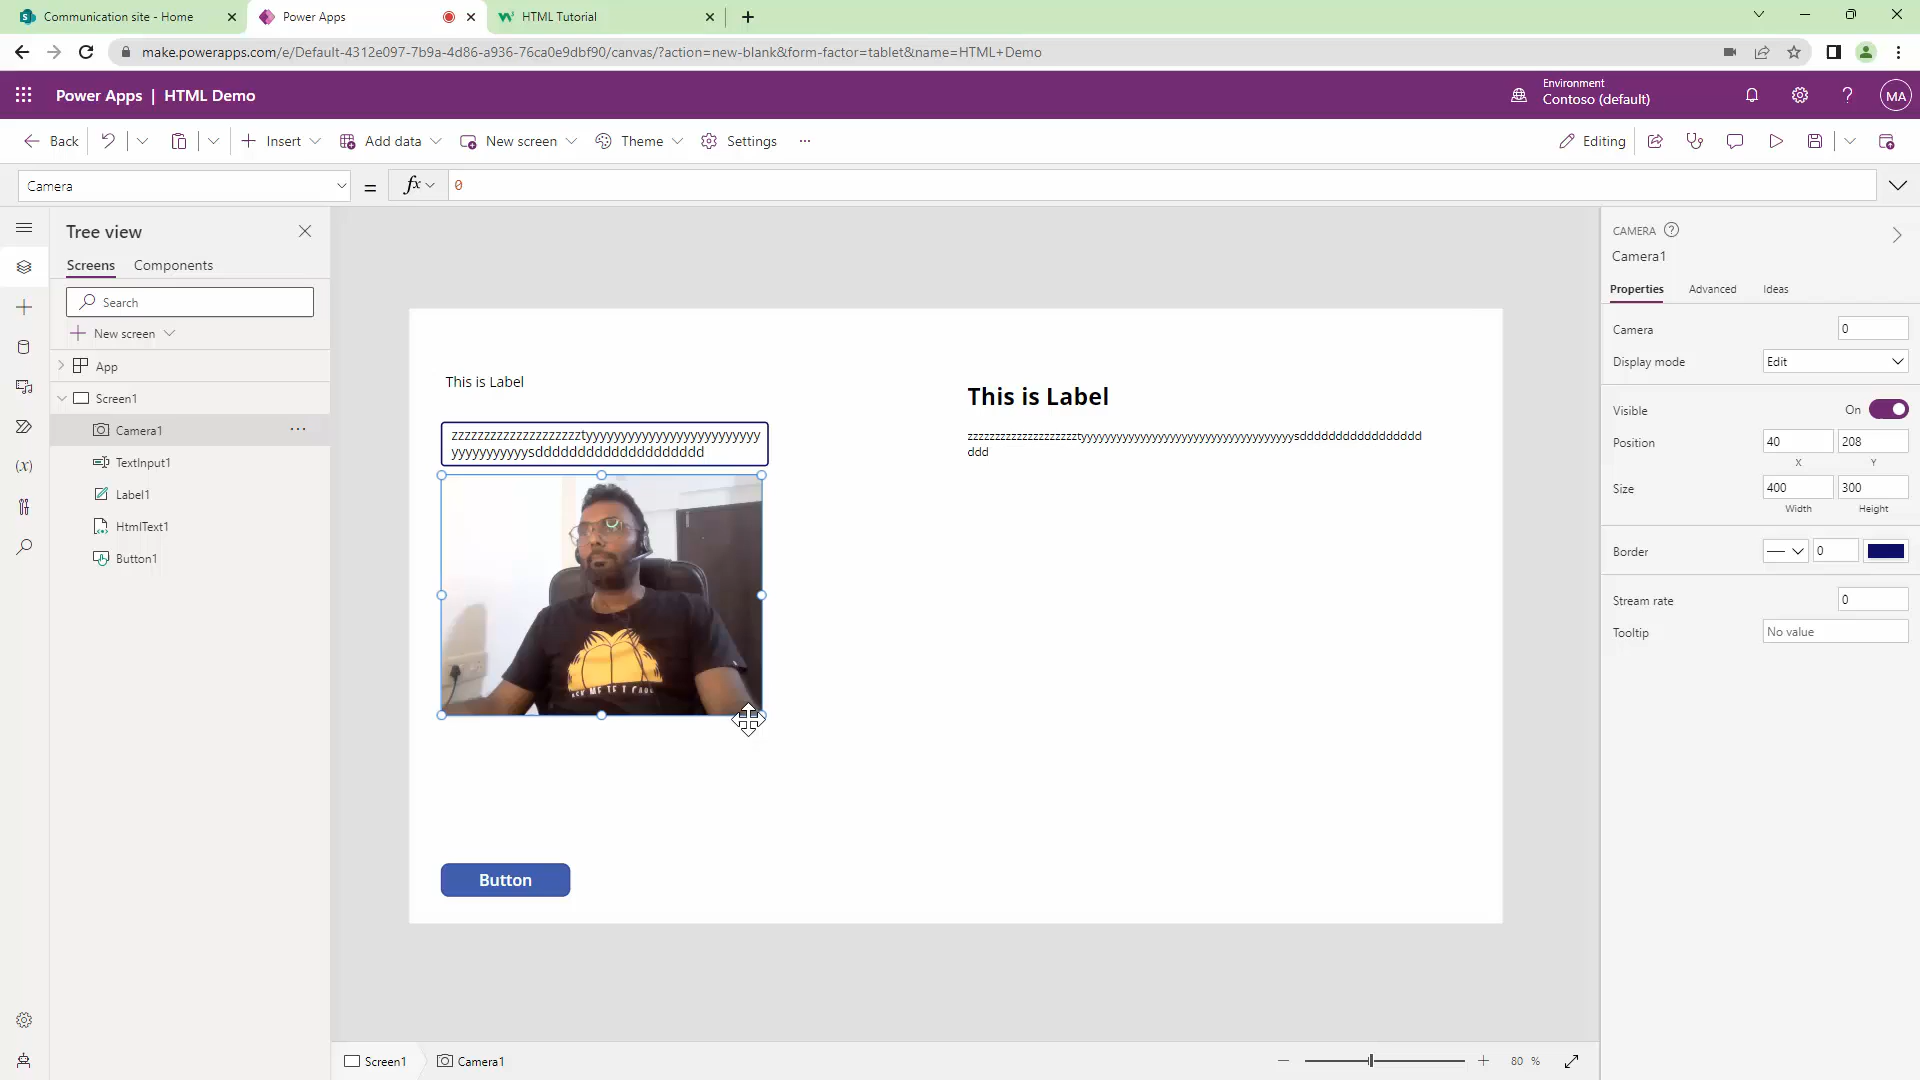 Communication site - Home
Power Apps
HTML Tutorial
make.powerapps.com/e/Default-4312e097-7b9a-4d86-a936-76ca0e9dbf90/canvas/?action=new-blank&form-factor=tablet&name=HTML+Demo
Power Apps | HTML Demo
Environment
Contoso (default)
MA
Back
Insert
Add data
New screen
Theme
Settings
Editing
Camera
=
fx
0
Tree view
Screens
Components
Search
New screen
App
Screen1
Camera1
TextInput1
Label1
HtmlText1
Button1
This is Label
This is Label
Button
CAMERA
Camera1
Properties
Advanced
Ideas
Camera
0
Display mode
Edit
Visible
On
Position
40
208
X
Y
Size
400
300
Width
Height
Border
0
Stream rate
0
Tooltip
No value
Screen1
Camera1
80 %